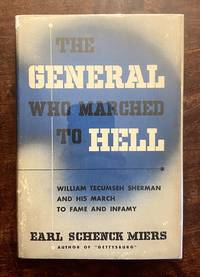 THE
GENERAL
WHO MARCHED
TO HELL
WILLIAM TECUMSEH SHERMAN
AND HIS MARCH
TO FAME AND INFAMY
EARL SCHENCK MIERS
AUTHOR OF "GETTYSBURG"